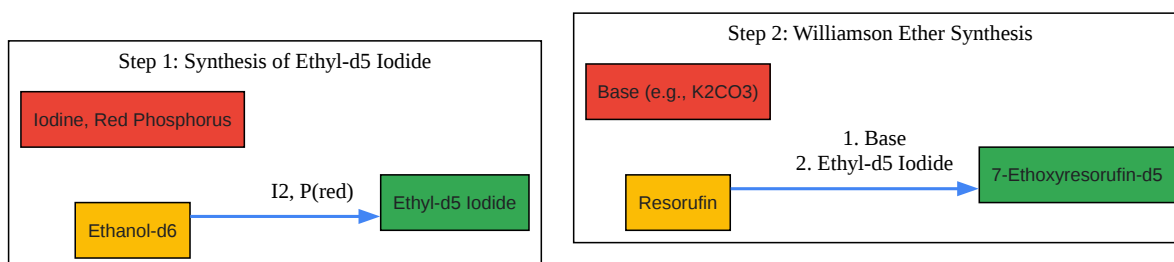 Step 1: Synthesis of Ethyl-d5 Iodide
Iodine, Red Phosphorus
I2, P(red)
Ethyl-d5 Iodide
Ethanol-d6
Step 2: Williamson Ether Synthesis
Base (e.g., K2CO3)
1. Base
2. Ethyl-d5 Iodide
7-Ethoxyresorufin-d5
Resorufin